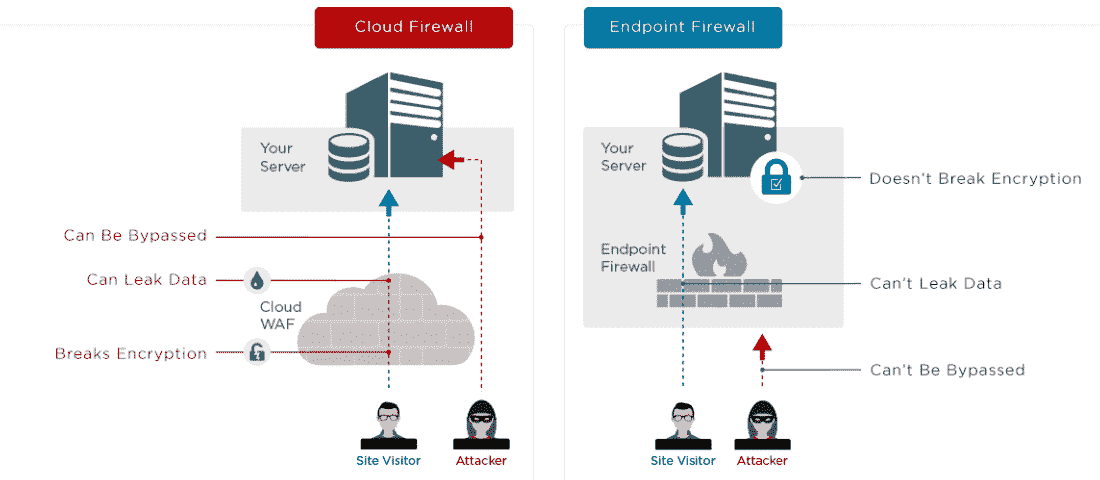 Cloud Firewall
Your
Server
Can Be Bypassed
Can Leak Data
Cloud
WAF
Breaks Encryption
Site Visitor
Attacker
Endpoint Firewall
Your
Server
Doesn't Break Encryption
Endpoint
Firewall
Can't Leak Data
Can't Be Bypassed
Site Visitor
Attacker